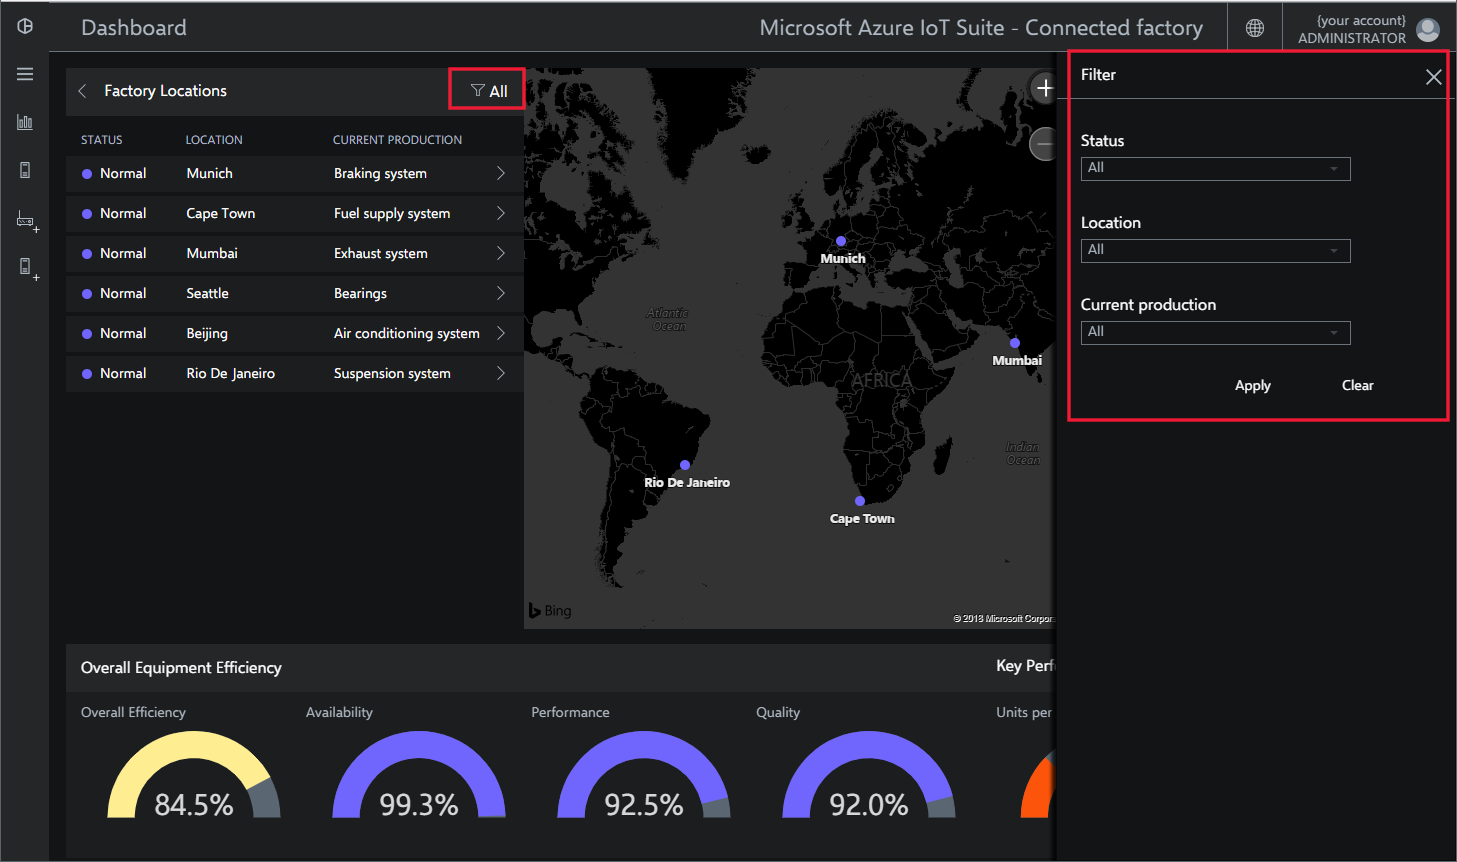 Dashboard
Microsoft Azure IoT Suite - Connected factory
{your account}
ADMINISTRATOR
Factory Locations
All
STATUS LOCATION CURRENT PRODUCTION
Normal Munich Braking system
Normal Cape Town Fuel supply system
Normal Mumbai Exhaust system
Normal Seattle Bearings
Normal Beijing Air conditioning system
Normal Rio De Janeiro Suspension system
Munich
Atlantic
Ocean
Mumbai
AFRICA
Indian
Ocean
Rio De Janeiro
Cape Town
Bing
© 2018 Microsoft Corpor
Filter
Status
All
Location
All
Current production
All
Apply Clear
Overall Equipment Efficiency
Key Perf
Overall Efficiency Availability Performance Quality Units per
84.5% 99.3% 92.5% 92.0%